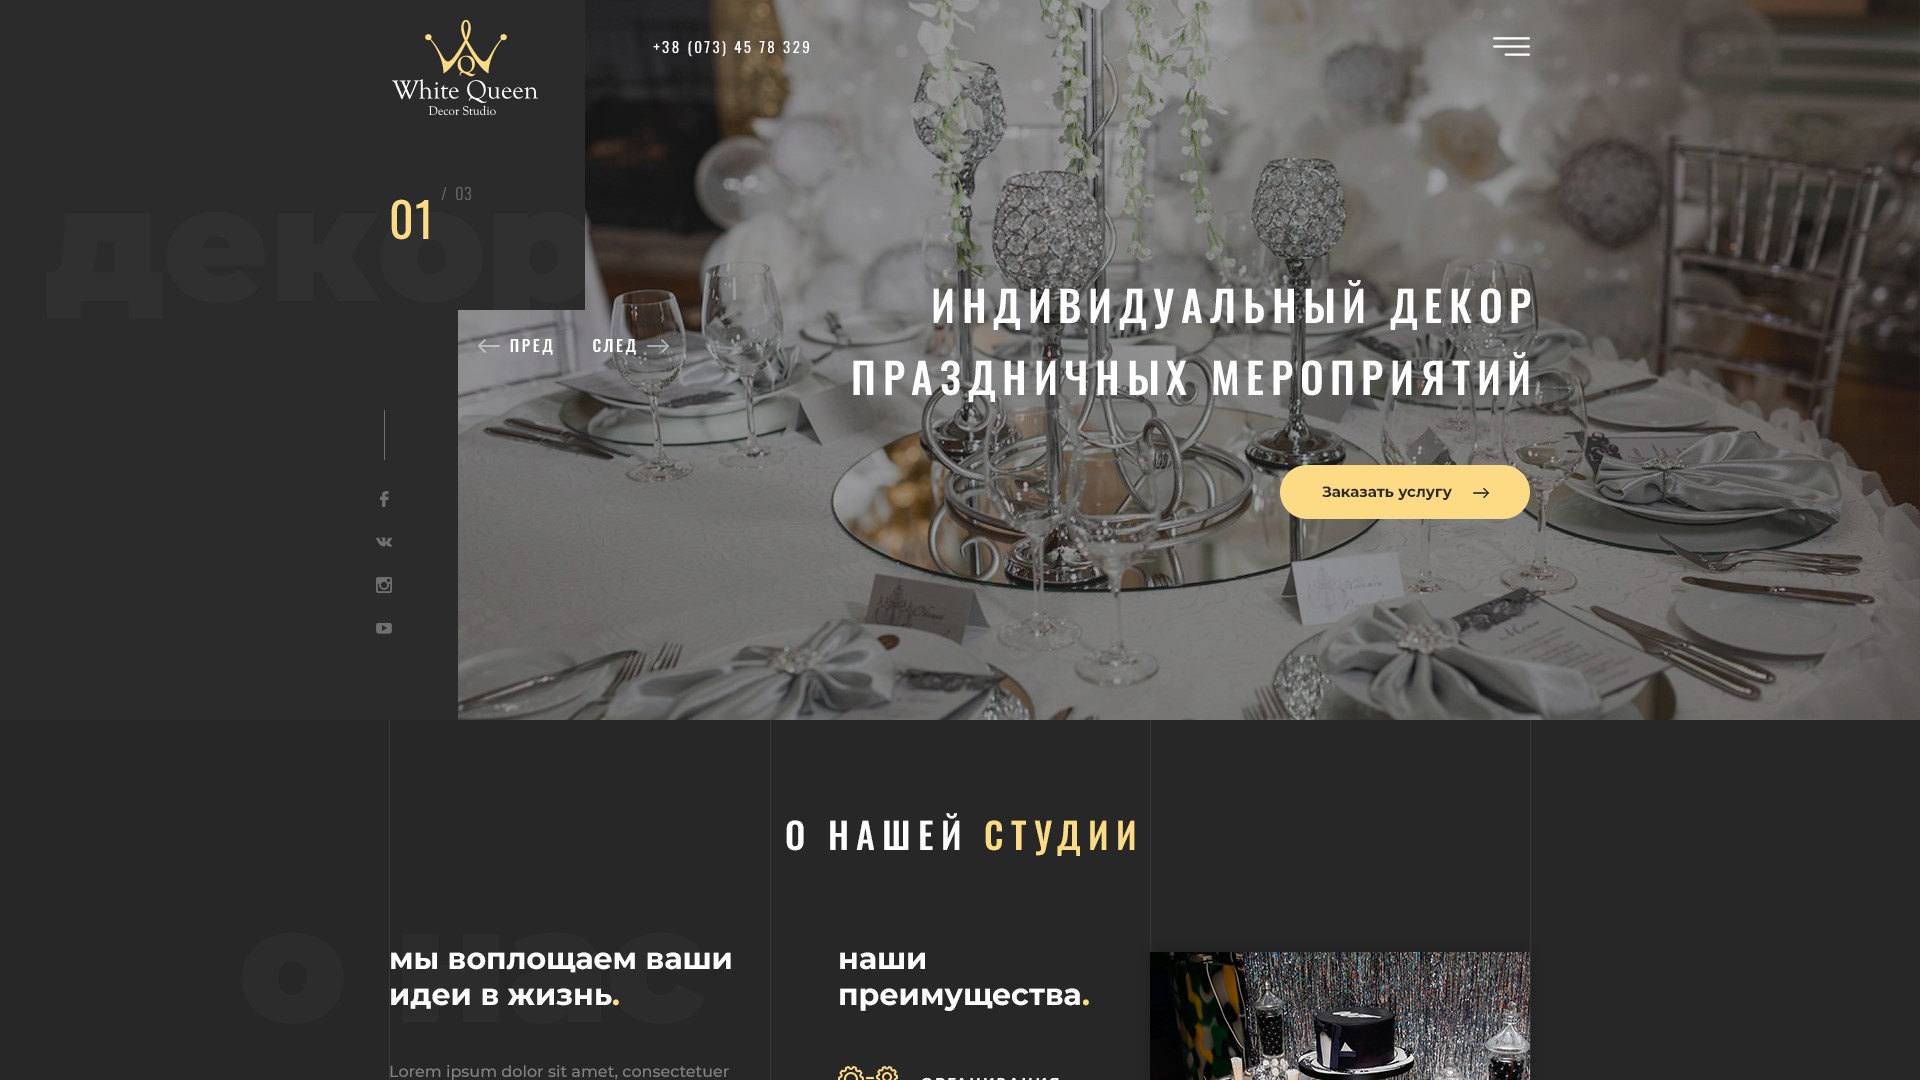 White Queen
Decor Studio
+38 (073) 45 78 329
01 / 03
декор
ПРЕД
СЛЕД
ИНДИВИДУАЛЬНЫЙ ДЕКОР
ПРАЗДНИЧНЫХ МЕРОПРИЯТИЙ
Заказать услугу
О НАШЕЙ СТУДИИ
о нас
мы воплощаем ваши
идеи в жизнь.
Lorem ipsum dolor sit amet, consectetuer
наши
преимущества.
ОРГАНИЗАЦИЯ